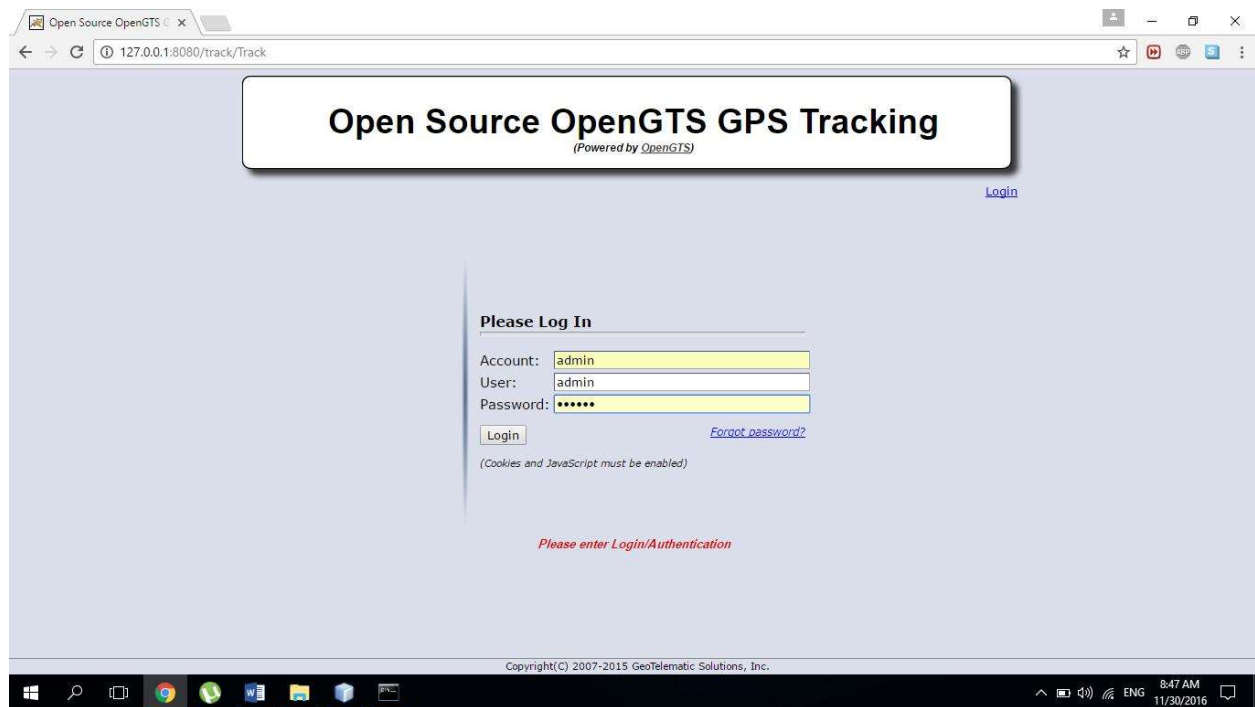 Open Source OpenGTS G
127.0.0.1:8080/track/Track
ABP
S
Open Source OpenGTS GPS Tracking
(Powered by OpenGTS)
Login
Please Log In
Account: admin
User: admin
Password: ••••••
Login Forgot password?
(Cookies and JavaScript must be enabled)
Please enter Login/Authentication
Copyright(C) 2007-2015 GeoTelematic Solutions, Inc.
ENG 8:47 AM
11/30/2016